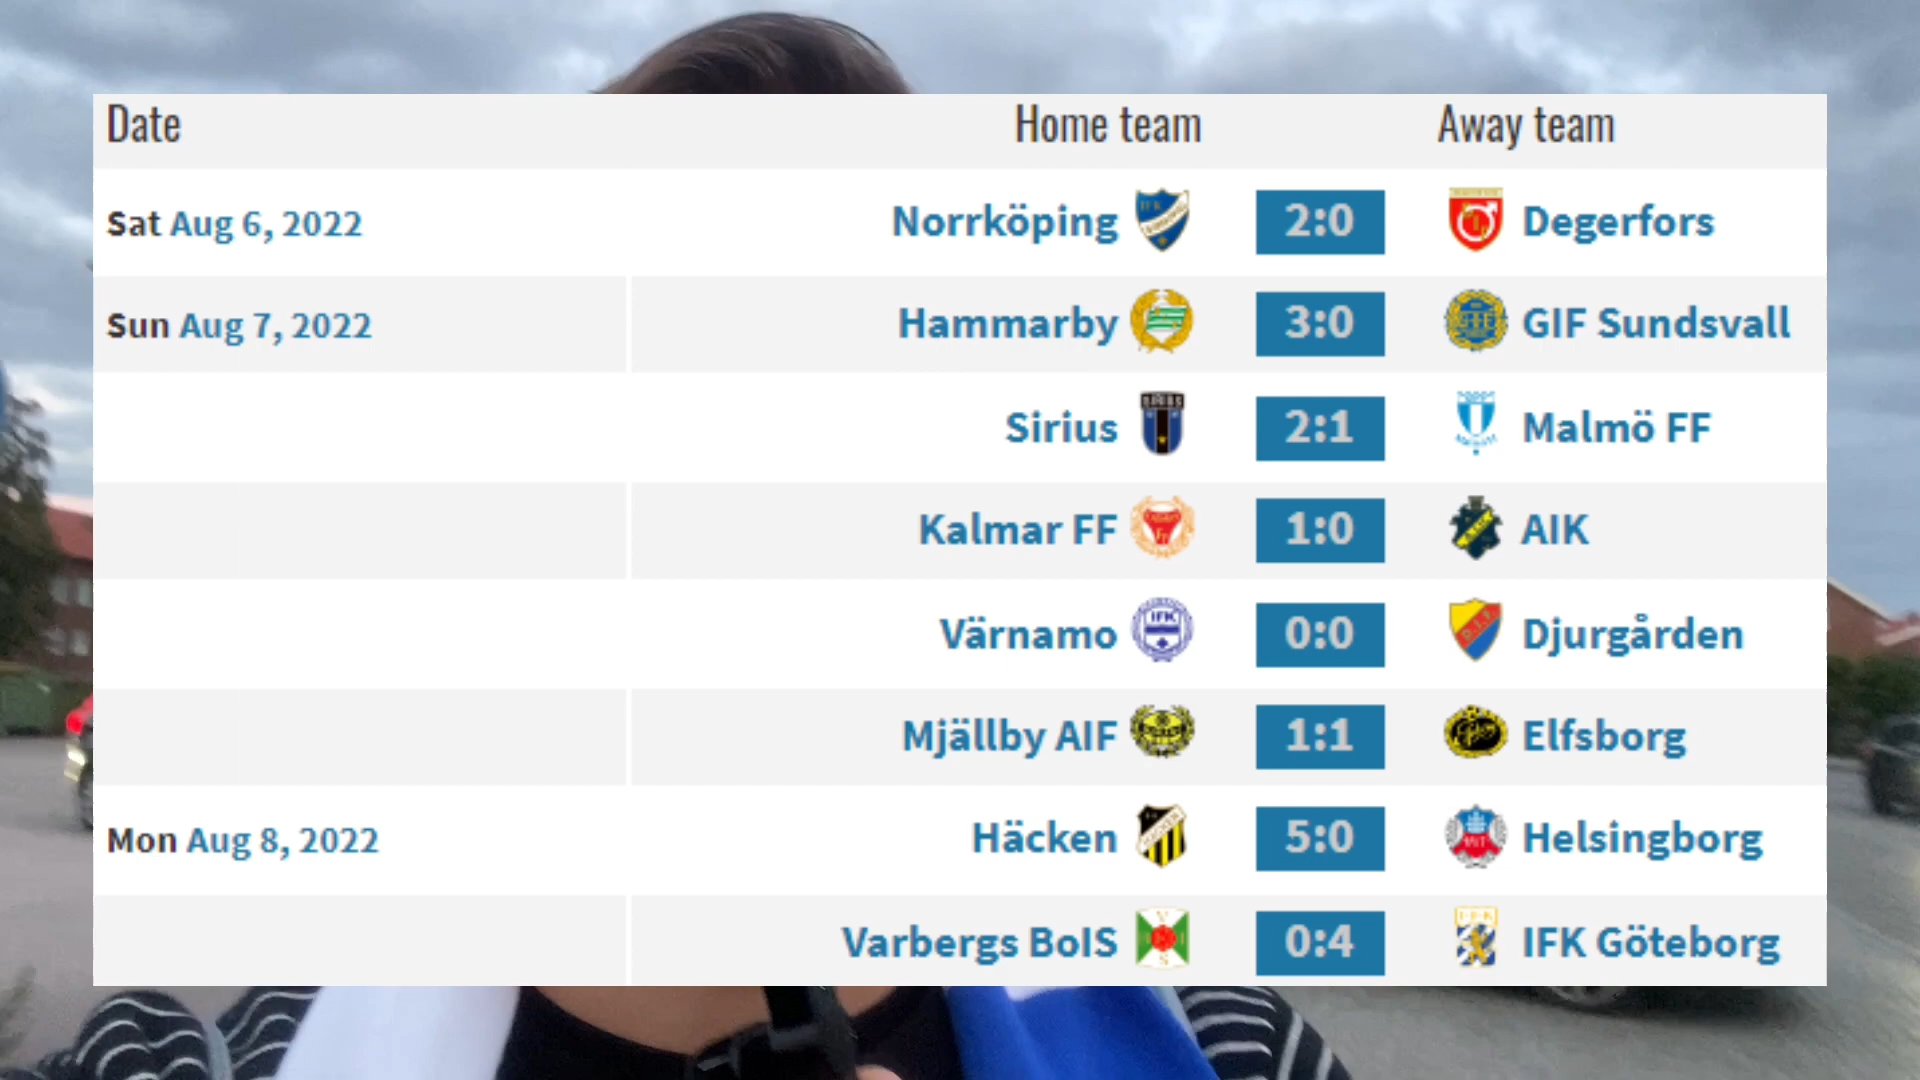 Date Home team Away team
Sat Aug 6, 2022 Norrköping 2:0 Degerfors
Sun Aug 7, 2022 Hammarby 3:0 GIF Sundsvall
Sirius 2:1 Malmö FF
Kalmar FF 1:0 AIK
Värnamo 0:0 Djurgården
Mjällby AIF 1:1 Elfsborg
Mon Aug 8, 2022 Häcken 5:0 Helsingborg
Varbergs BoIS 0:4 IFK Göteborg